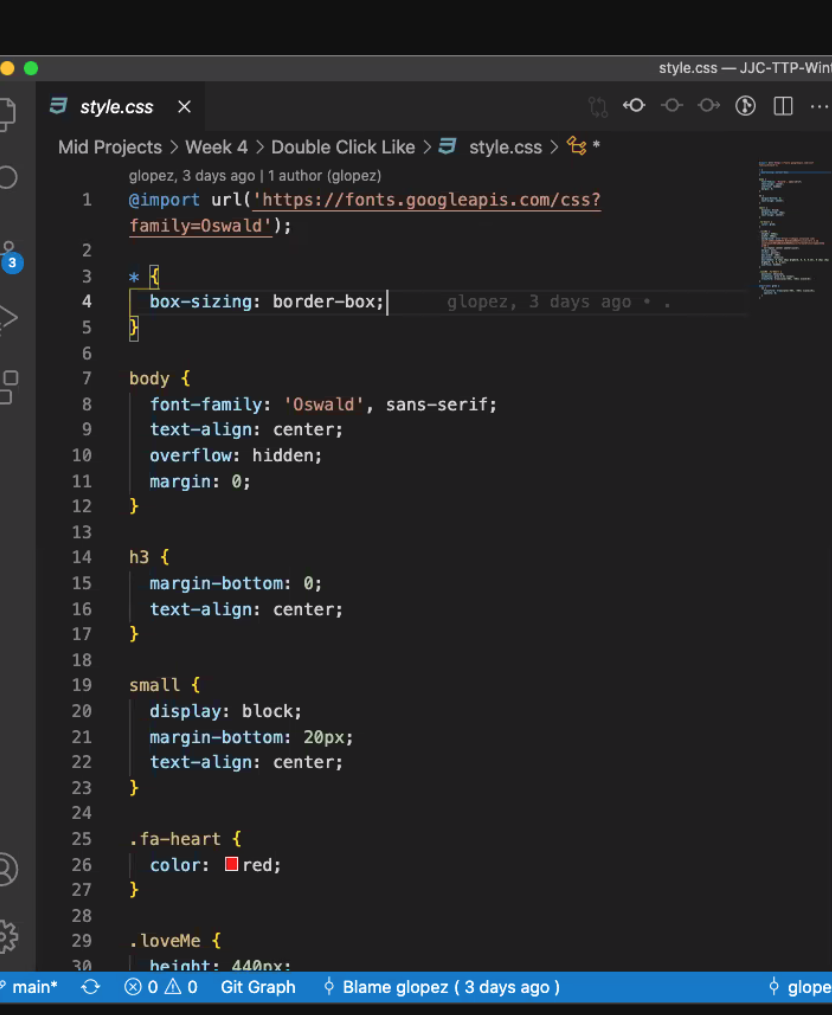 style.css — JJC-TTP-Wint
style.css
Mid Projects > Week 4 > Double Click Like > style.css > *
glopez, 3 days ago | 1 author (glopez)
1 @import url('https://fonts.googleapis.com/css?
family=Oswald');
2
3 * {
4 box-sizing: border-box; glopez, 3 days ago • .
5 }
6
7 body {
8 font-family: 'Oswald', sans-serif;
9 text-align: center;
10 overflow: hidden;
11 margin: 0;
12 }
13
14 h3 {
15 margin-bottom: 0;
16 text-align: center;
17 }
18
19 small {
20 display: block;
21 margin-bottom: 20px;
22 text-align: center;
23 }
24
25 .fa-heart {
26 color: red;
27 }
28
29 .loveMe {
30 height: 440px;
3
main* 0 0 Git Graph Blame glopez ( 3 days ago ) glope